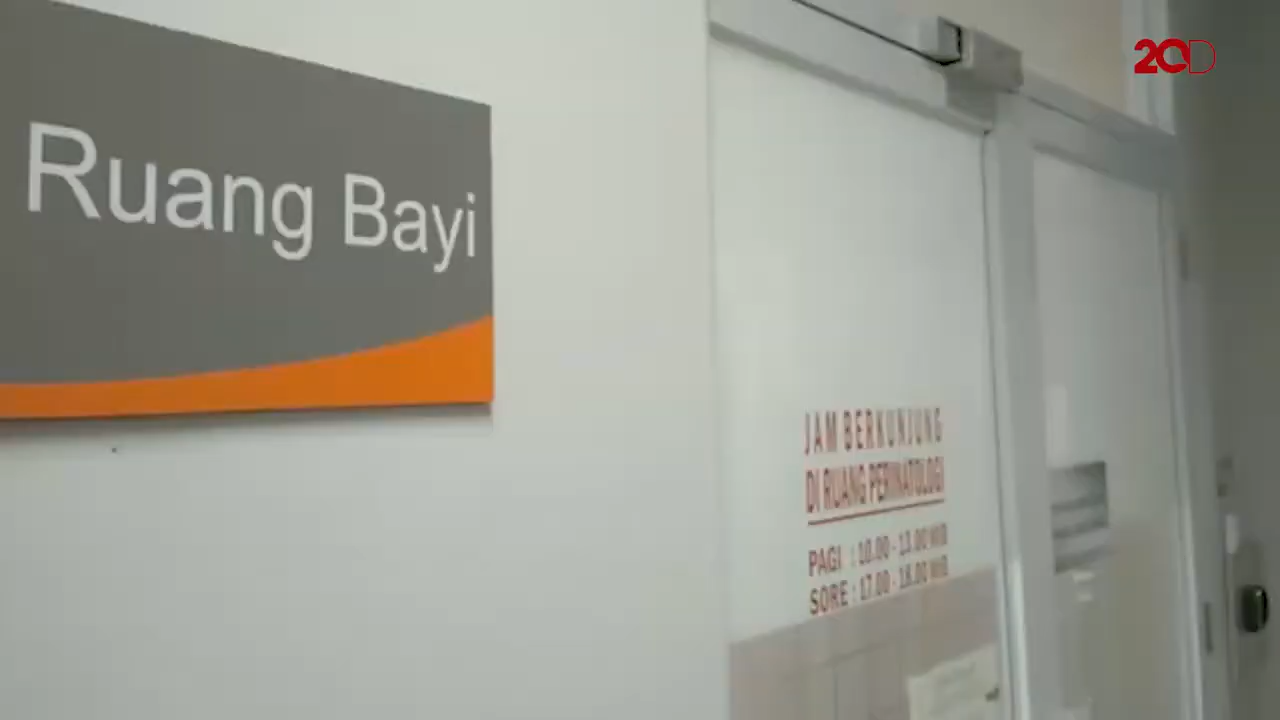 Ruang Bayi
20D
JAM BERKUNJUNG
DI RUANG PERINATOLOGI
PAGI : 10.00 - 13.00 WIB
SORE : 17.00 - 18.00 WIB